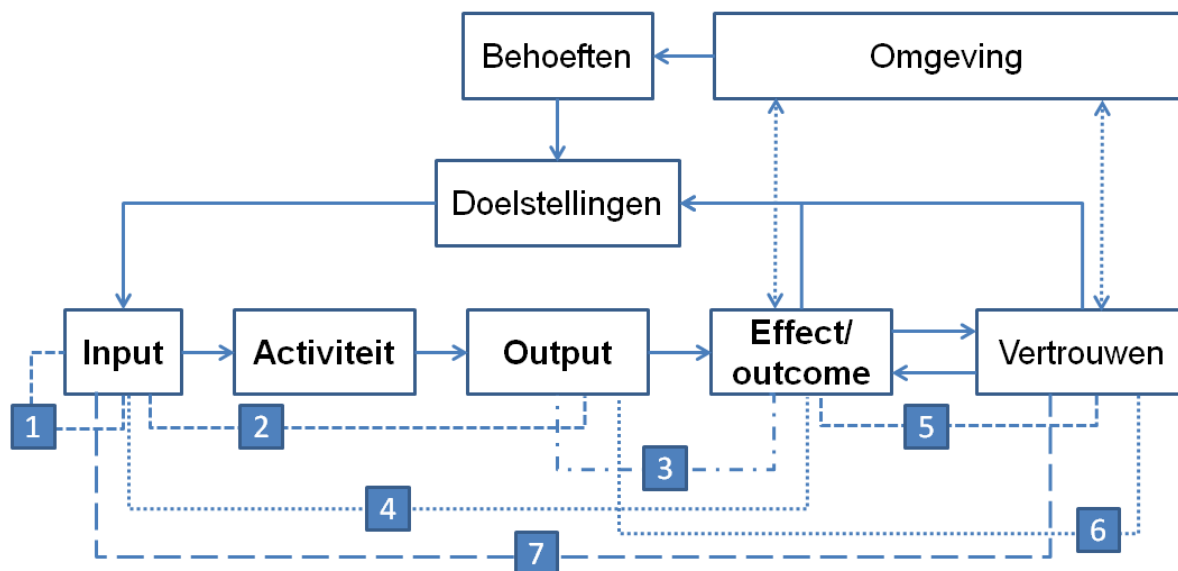 Behoeften
Omgeving
Doelstellingen
Input
Activiteit
Output
Effect/
outcome
Vertrouwen
1
2
3
4
5
6
7